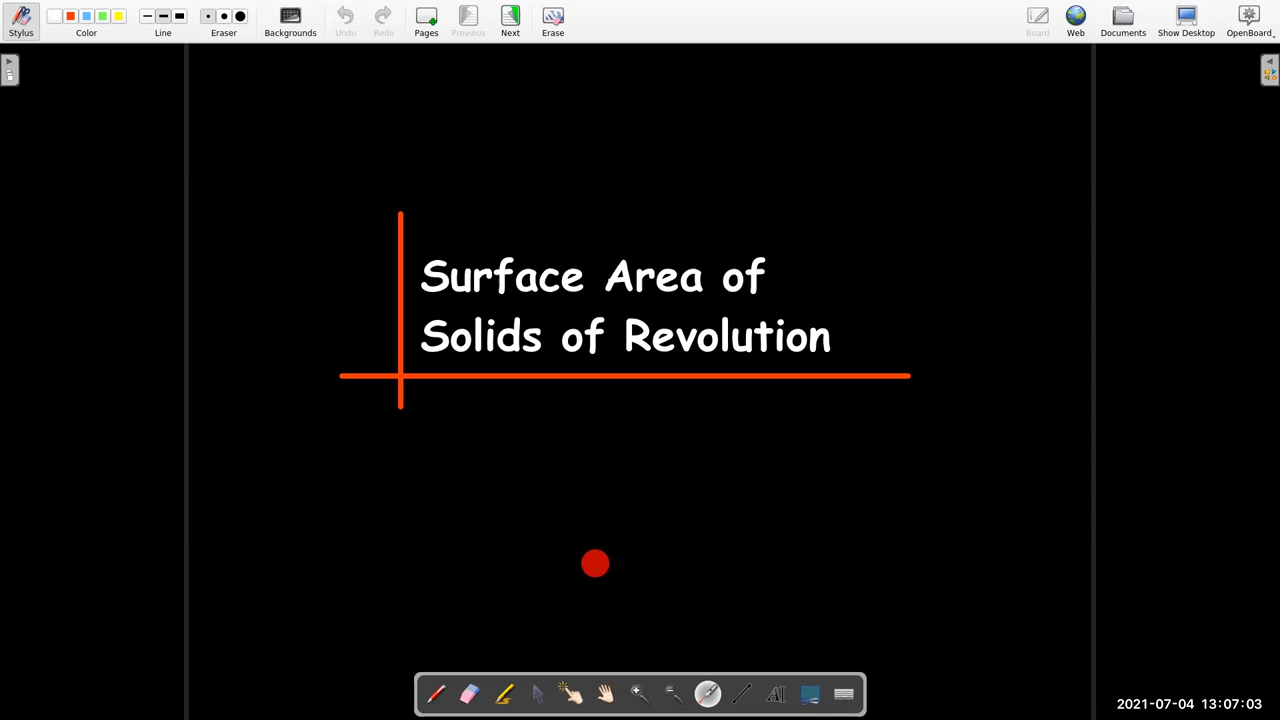 Stylus
Color
Line
Eraser
Backgrounds
Undo
Redo
Pages
Previous
Next
Erase
Board
Web
Documents
Show Desktop
OpenBoard
Surface Area of
Solids of Revolution
AI
2021-07-04 13:07:03